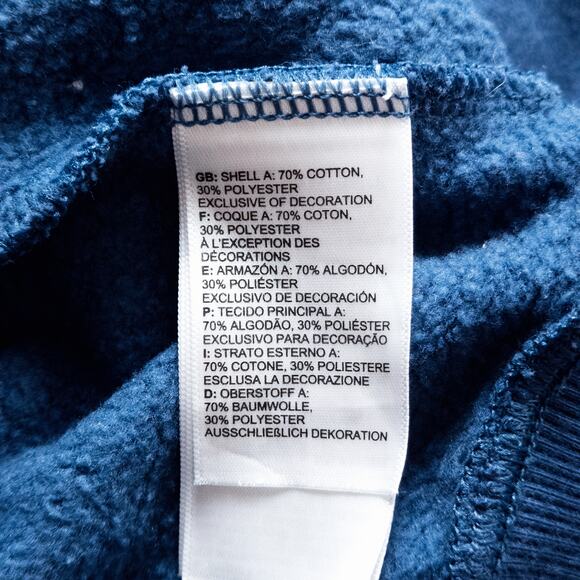 GB: SHELL A: 70% COTTON,
30% POLYESTER
EXCLUSIVE OF DECORATION
F: COQUE A: 70% COTON,
30% POLYESTER
À L'EXCEPTION DES
DÉCORATIONS
E: ARMAZÓN A: 70% ALGODÓN,
30% POLIÉSTER
EXCLUSIVO DE DECORACIÓN
P: TECIDO PRINCIPAL A:
70% ALGODÃO, 30% POLIÉSTER
EXCLUSIVO PARA DECORAÇÃO
I: STRATO ESTERNO A:
70% COTONE, 30% POLIESTERE
ESCLUSA LA DECORAZIONE
D: OBERSTOFF A:
70% BAUMWOLLE,
30% POLYESTER
AUSSCHLIEßLICH DEKORATION